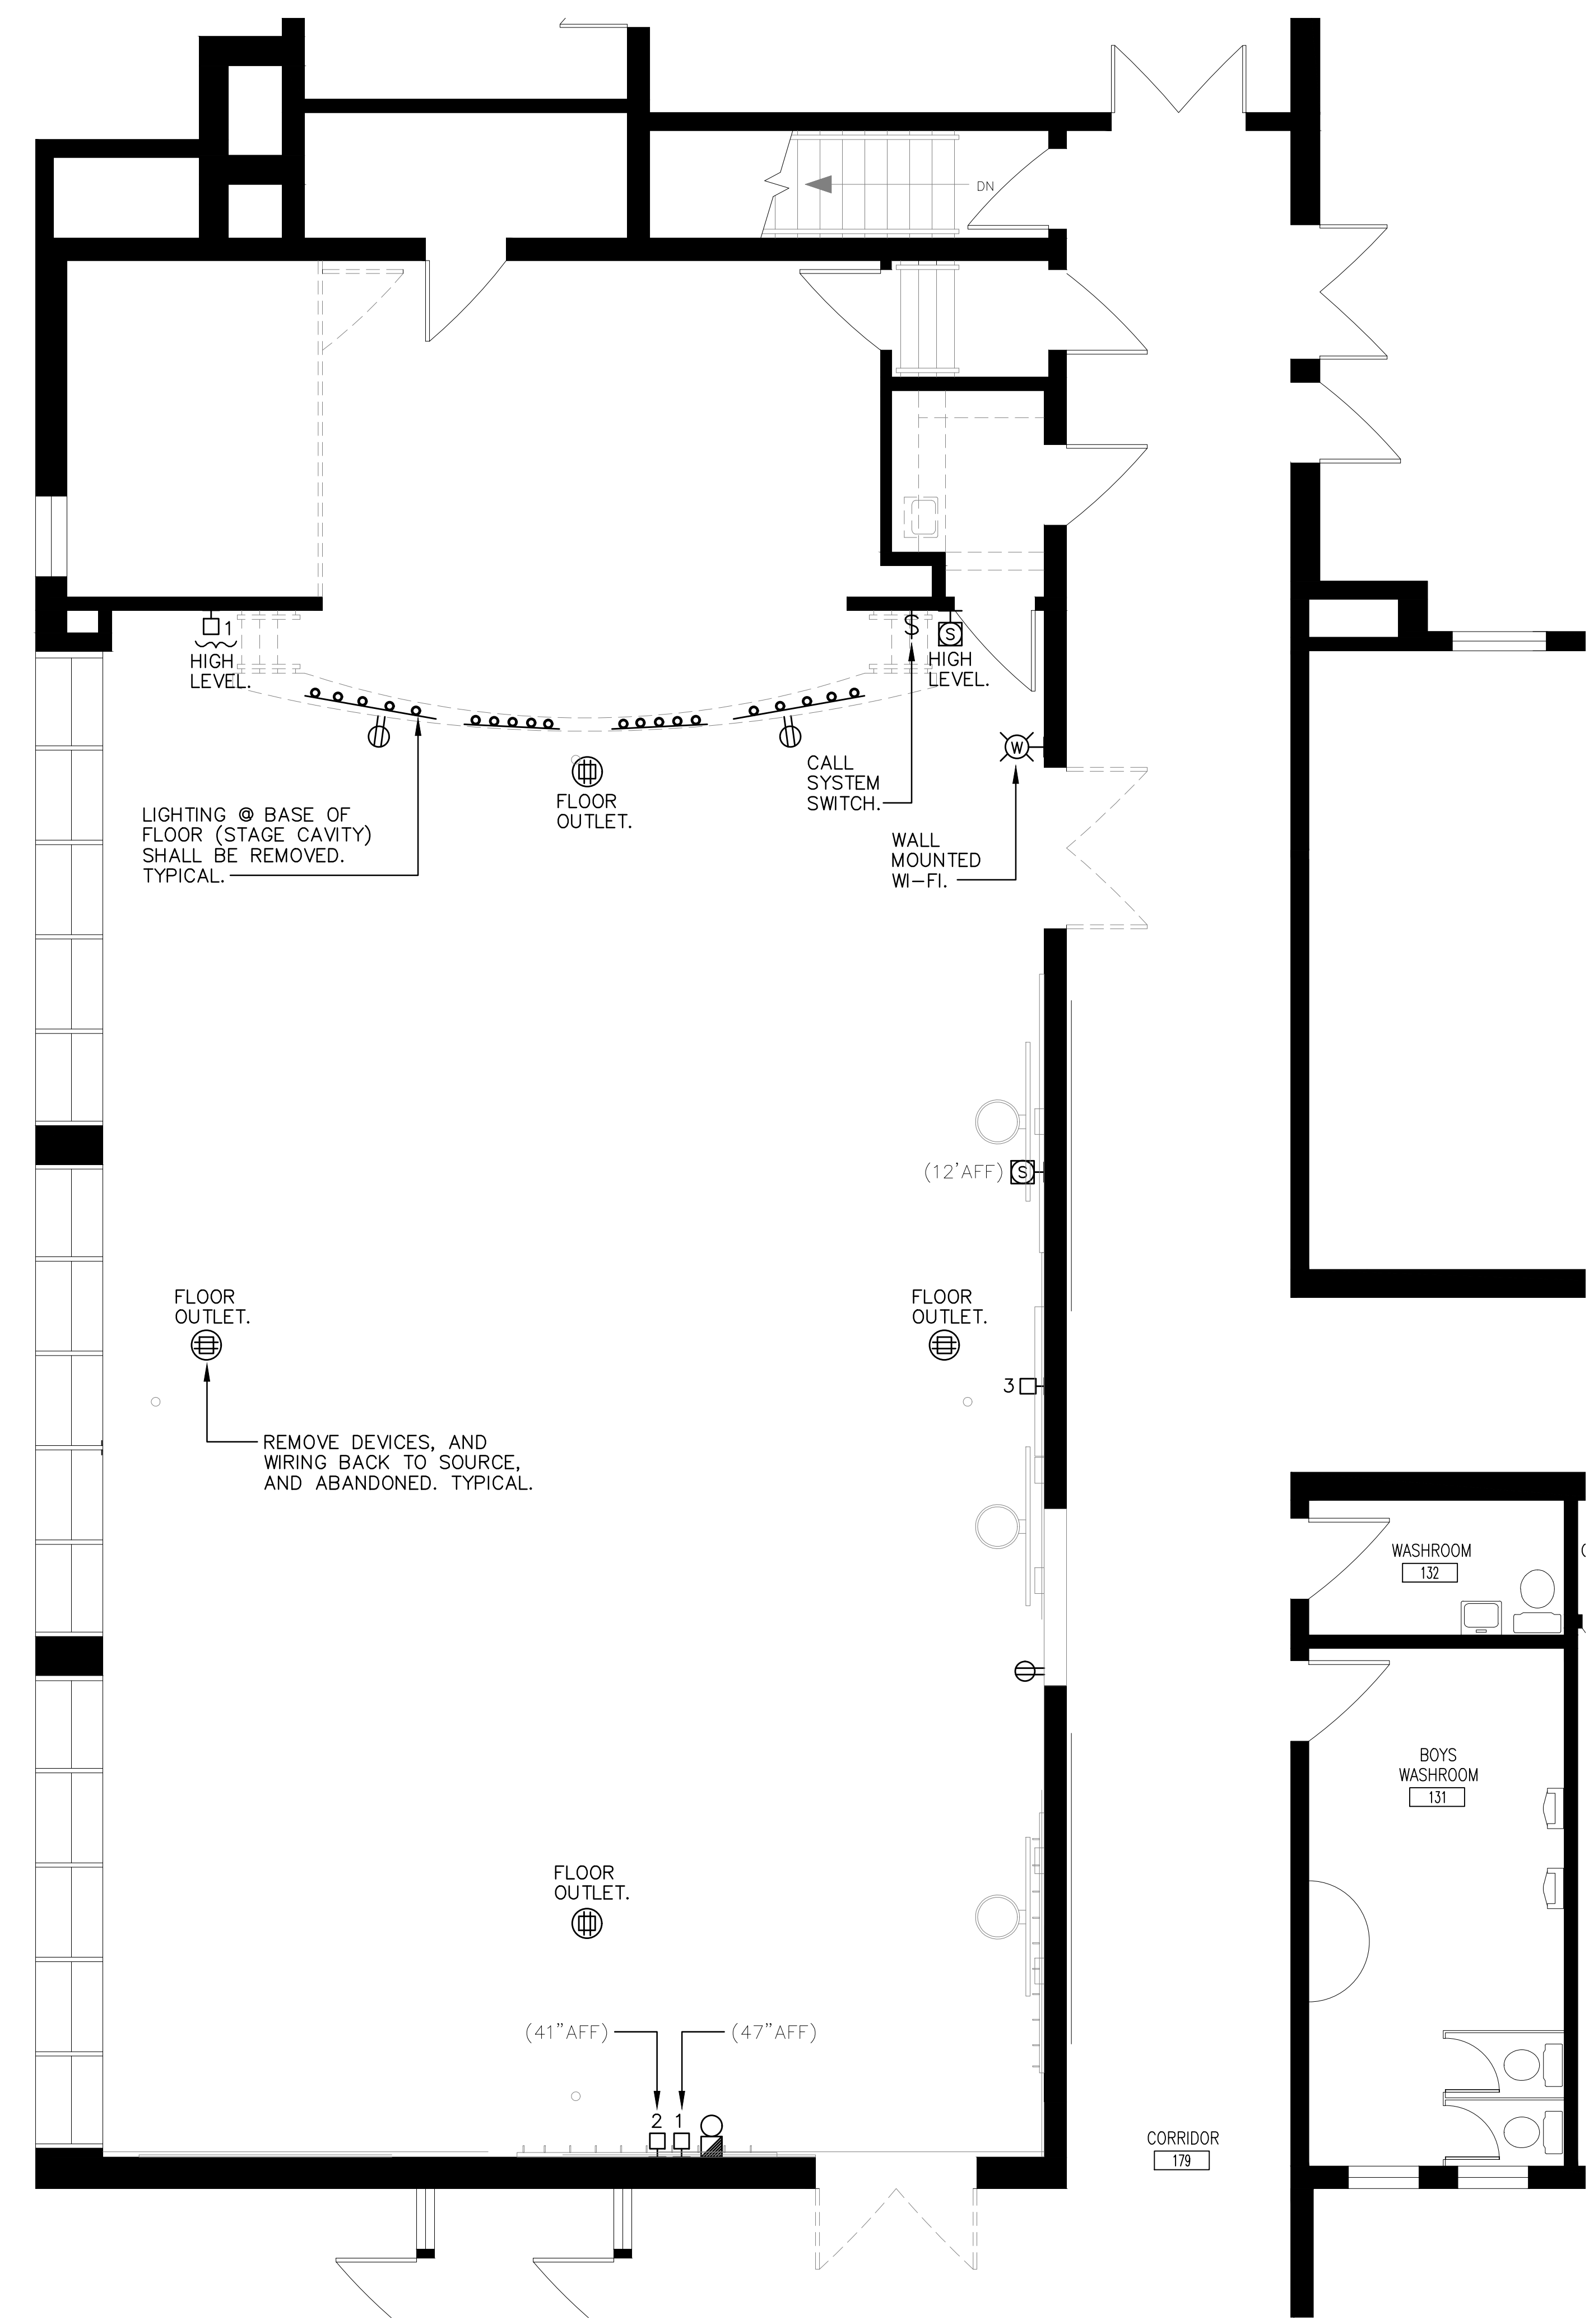 DN
1
HIGH
LEVEL.
S
S
HIGH
LEVEL.
W
FLOOR
OUTLET.
CALL
SYSTEM
SWITCH.
LIGHTING @ BASE OF
FLOOR (STAGE CAVITY)
SHALL BE REMOVED.
TYPICAL.
WALL
MOUNTED
WI-FI.
(12'AFF)
S
FLOOR
OUTLET.
FLOOR
OUTLET.
3
REMOVE DEVICES, AND
WIRING BACK TO SOURCE,
AND ABANDONED. TYPICAL.
WASHROOM
132
BOYS
WASHROOM
131
FLOOR
OUTLET.
(41"AFF)
(47"AFF)
2
1
CORRIDOR
179